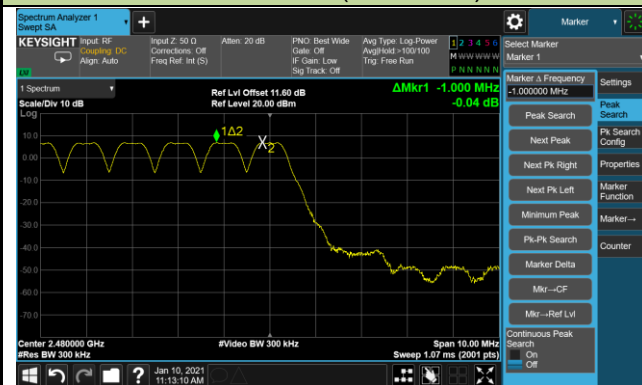 Spectrum Analyzer 1
Swept SA
Marker
KEYSIGHT
Input: RF
Coupling: DC
Align: Auto
Input Z: 50 Ω
Corrections: Off
Freq Ref: Int (S)
Atten: 20 dB
PNO: Best Wide
Gate: Off
IF Gain: Low
Sig Track: Off
Avg Type: Log-Power
Avg|Hold:>100/100
Trig: Free Run
1 2 3 4 5 6
M W W W W W
P N N N N N
Select Marker
Marker 1
1 Spectrum
Scale/Div 10 dB
Log
Ref Lvl Offset 11.60 dB
Ref Level 20.00 dBm
ΔMkr1 -1.000 MHz
-0.04 dB
Marker Δ Frequency
-1.000000 MHz
Peak Search
Next Peak
Next Pk Right
Next Pk Left
Minimum Peak
Pk-Pk Search
Marker Delta
Mkr→CF
Mkr→Ref Lvl
Continuous Peak
Search
On
Off
Settings
Peak
Search
Pk Search
Config
Properties
Marker
Function
Marker→
Counter
10.0
0.00
-10.0
-20.0
-30.0
-40.0
-50.0
-60.0
-70.0
1Δ2
X2
Center 2.480000 GHz
#Res BW 300 kHz
#Video BW 300 kHz
Span 10.00 MHz
Sweep 1.07 ms (2001 pts)
Jan 10, 2021
11:13:10 AM